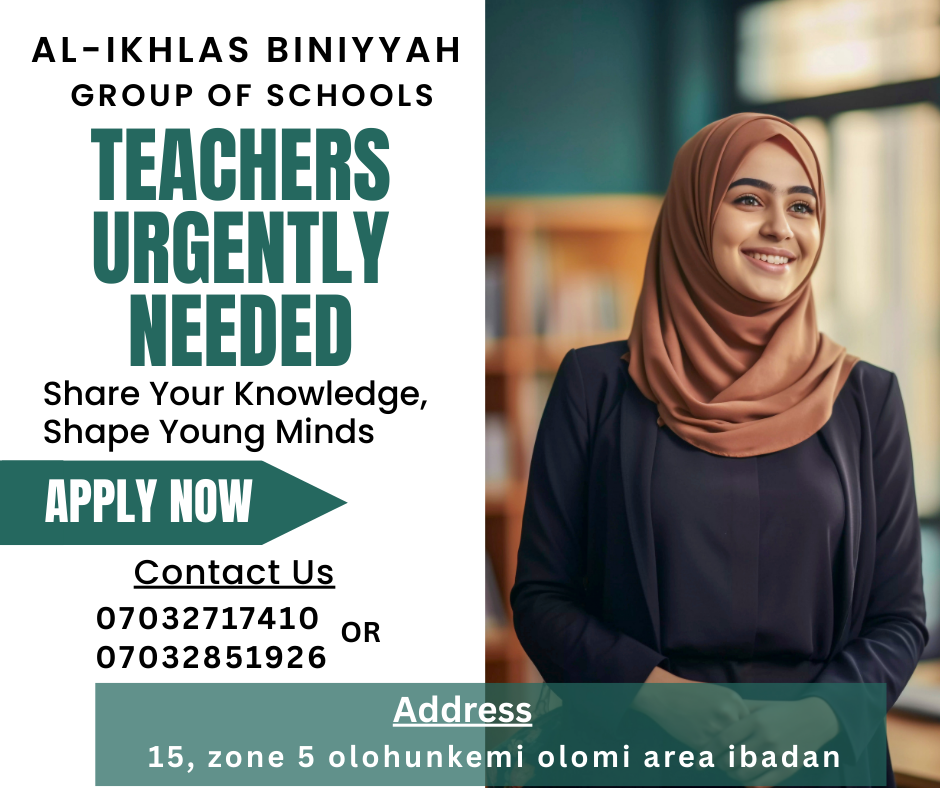 AL-IKHLAS BINIYYAH
GROUP OF SCHOOLS
TEACHERS
URGENTLY
NEEDED
Share Your Knowledge,
Shape Young Minds
APPLY NOW
Contact Us
07032717410
OR
07032851926
Address
15, zone 5 olohunkemi olomi area ibadan